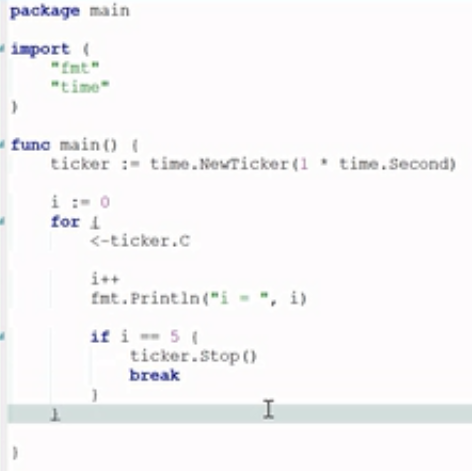 package main
import (
"fmt"
"time"
)
func main() {
ticker := time.NewTicker(1 * time.Second)
i := 0
for {
<-ticker.C
i++
fmt.Println("i = ", i)
if i == 5 {
ticker.Stop()
break
}
}
}